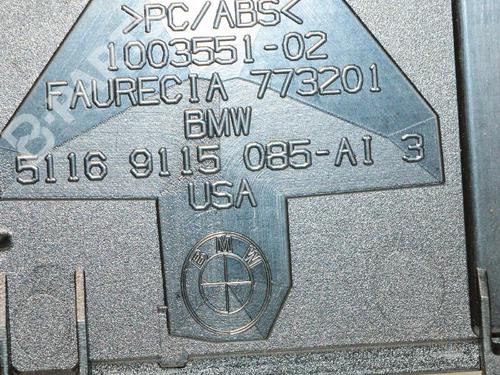 >PC/ABS<
1003551-02
FAURECIA 773201
BMW
5116 9115 085-AI 3
USA
BMW